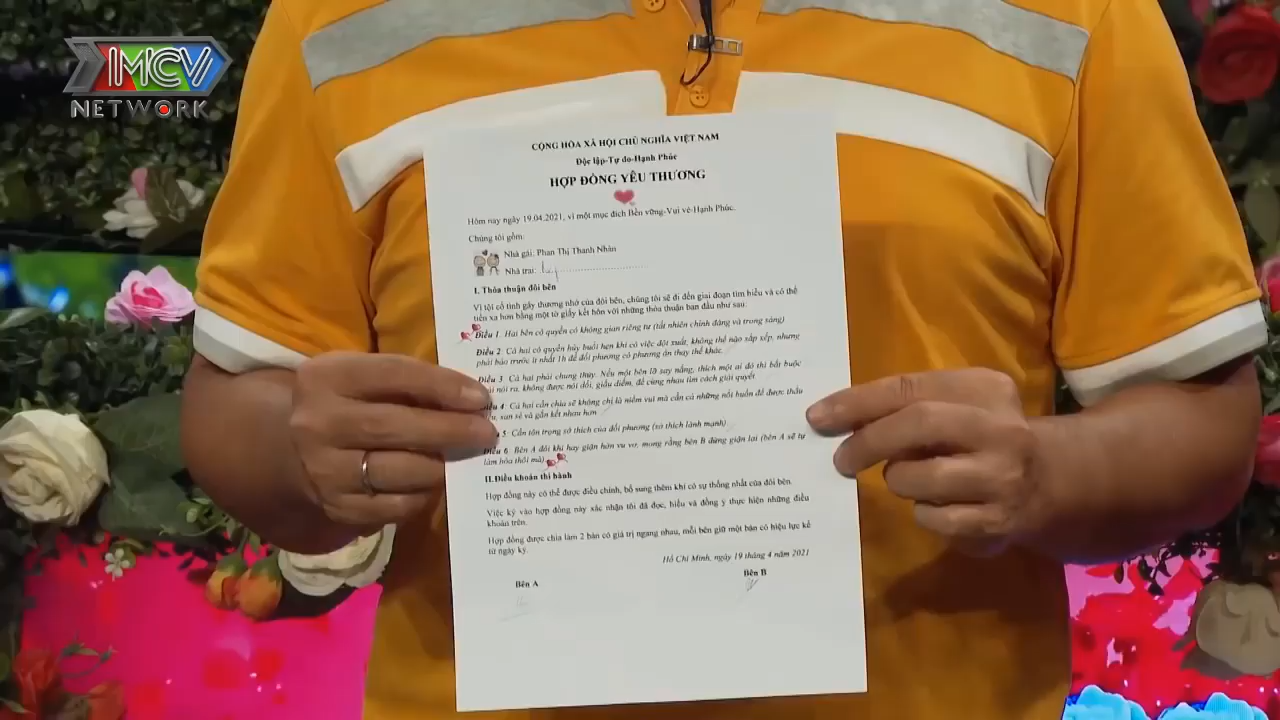 MCV
NETWORK
CỘNG HÒA XÃ HỘI CHỦ NGHĨA VIỆT NAM
Độc lập-Tự do-Hạnh Phúc
HỢP ĐỒNG YÊU THƯƠNG
Hôm nay ngày 19.04.2021, vì một mục đích Bền vững-Vui vẻ-Hạnh Phúc.
Chúng tôi gồm:
Nhà gái: Phan Thị Thanh Nhàn
Nhà trai:
I. Thỏa thuận đôi bên
Vì tội cố tình gây thương nhớ của đôi bên, chúng tôi sẽ đi đến giai đoạn tìm hiểu và có thể
tiến xa hơn bằng một tờ giấy kết hôn với những thỏa thuận ban đầu như sau:
Điều 1. Hai bên có quyền có không gian riêng tư (tất nhiên chính đáng và trong sáng)
Điều 2. Cả hai có quyền hủy buổi hẹn khi có việc đột xuất, không thể nào sắp xếp, nhưng
phải báo trước ít nhất 1h để đối phương có phương án thay thế khác.
Điều 3. Cả hai phải chung thủy. Nếu một bên lỡ say nắng, thích một ai đó thì bắt buộc
nói ra, không được nói dối, giấu diếm, để cùng nhau tìm cách giải quyết
Điều 4. Cả hai cần chia sẽ không chỉ là niềm vui mà cần cả những nỗi buồn để được thấu
, san sẻ và gắn kết nhau hơn
5. Cần tôn trọng sở thích của đối phương (sở thích lành mạnh)
Điều 6. Bên A đôi khi hay giận hờn vu vơ, mong rằng bên B đừng giận lại (bên A sẽ tự
làm hòa thôi mà)
II. Điều khoản thi hành
Hợp đồng này có thể được điều chỉnh, bổ sung thêm khi có sự thống nhất của đôi bên.
Việc ký vào hợp đồng này xác nhận tôi đã đọc, hiểu và đồng ý thực hiện những điều
khoản trên.
Hợp đồng được chia làm 2 bản có giá trị ngang nhau, mỗi bên giữ một bản có hiệu lực kể
từ ngày ký.
Hồ Chí Minh, ngày 19 tháng 4 năm 2021
Bên A
Bên B